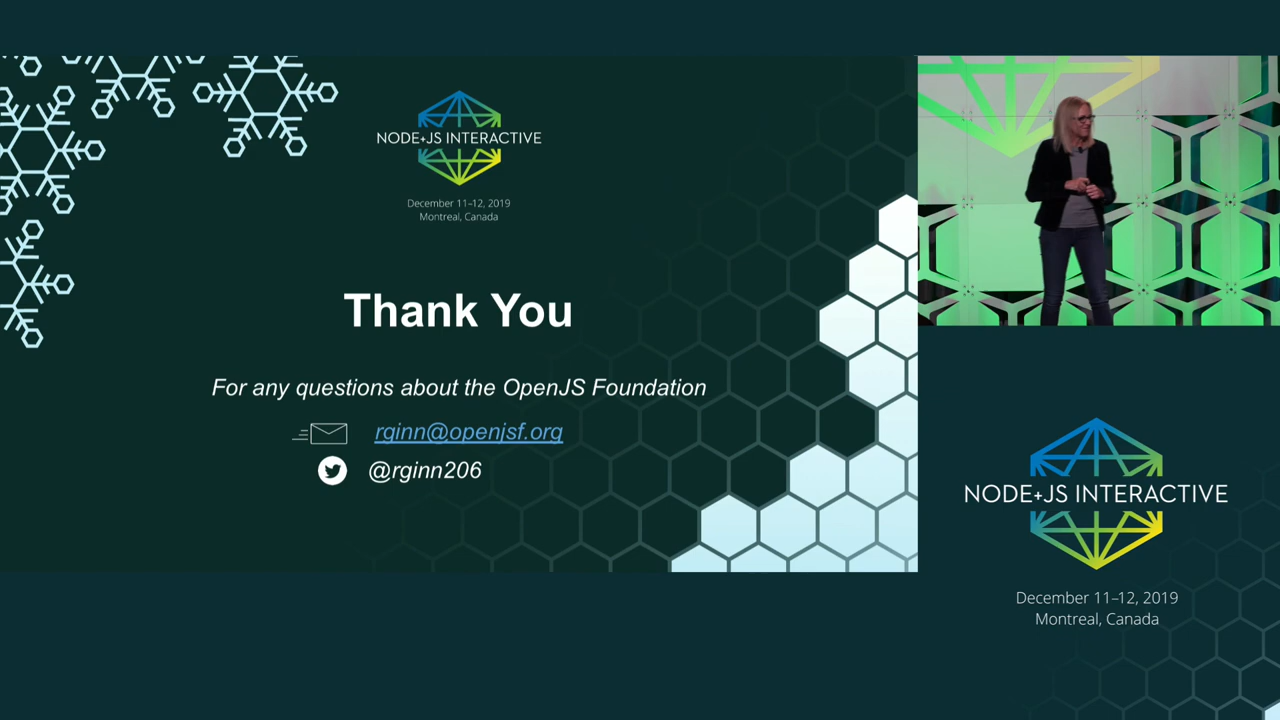 NODE+JS INTERACTIVE
December 11–12, 2019
Montreal, Canada
Thank You
For any questions about the OpenJS Foundation
rginn@openjsf.org
@rginn206
NODE+JS INTERACTIVE
December 11–12, 2019
Montreal, Canada